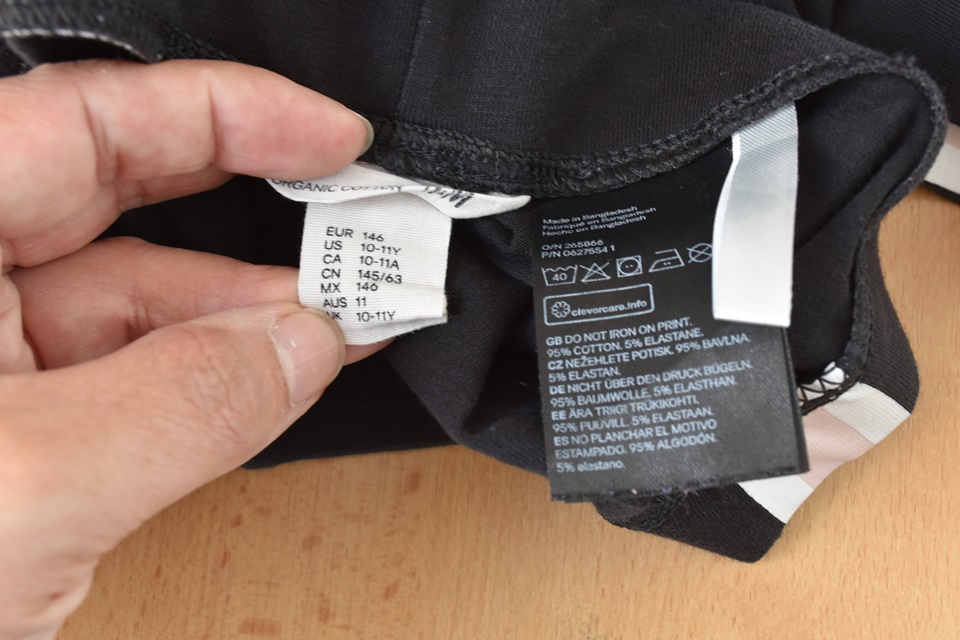 ORGANIC COTTON
EUR 146
US 10-11Y
CA 10-11A
CN 145/63
MX 146
AUS 11
UK 10-11Y
Made in Bangladesh
Fabriqué en Bangladesh
Hecho en Bangladesh
O/N 265866
P/N 0627554 1
40
clevercare.info
GB DO NOT IRON ON PRINT.
95% COTTON. 5% ELASTANE.
CZ NEŽEHLETE POTISK. 95% BAVLNA.
5% ELASTAN.
DE NICHT ÜBER DEN DRUCK BÜGELN.
95% BAUMWOLLE. 5% ELASTHAN.
EE ÄRA TRIIGI TRÜKIKOHTI.
95% PUUVILL. 5% ELASTAAN.
ES NO PLANCHAR EL MOTIVO
ESTAMPADO. 95% ALGODÓN.
5% elastano.